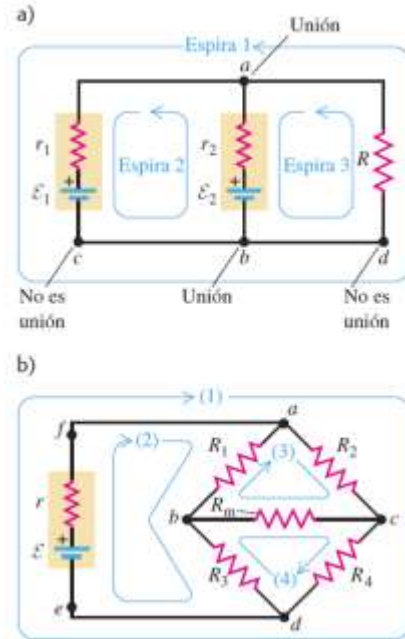 a)
Unión
Espira 1
a
r1
Espira 2
r2
Espira 3
R
+
ℰ1
+
ℰ2
c
b
d
No es
unión
Unión
No es
unión
b)
(1)
a
f
(2)
R1
(3)
R2
r
Rm
b
c
+
ℰ
R3
(4)
R4
e
d